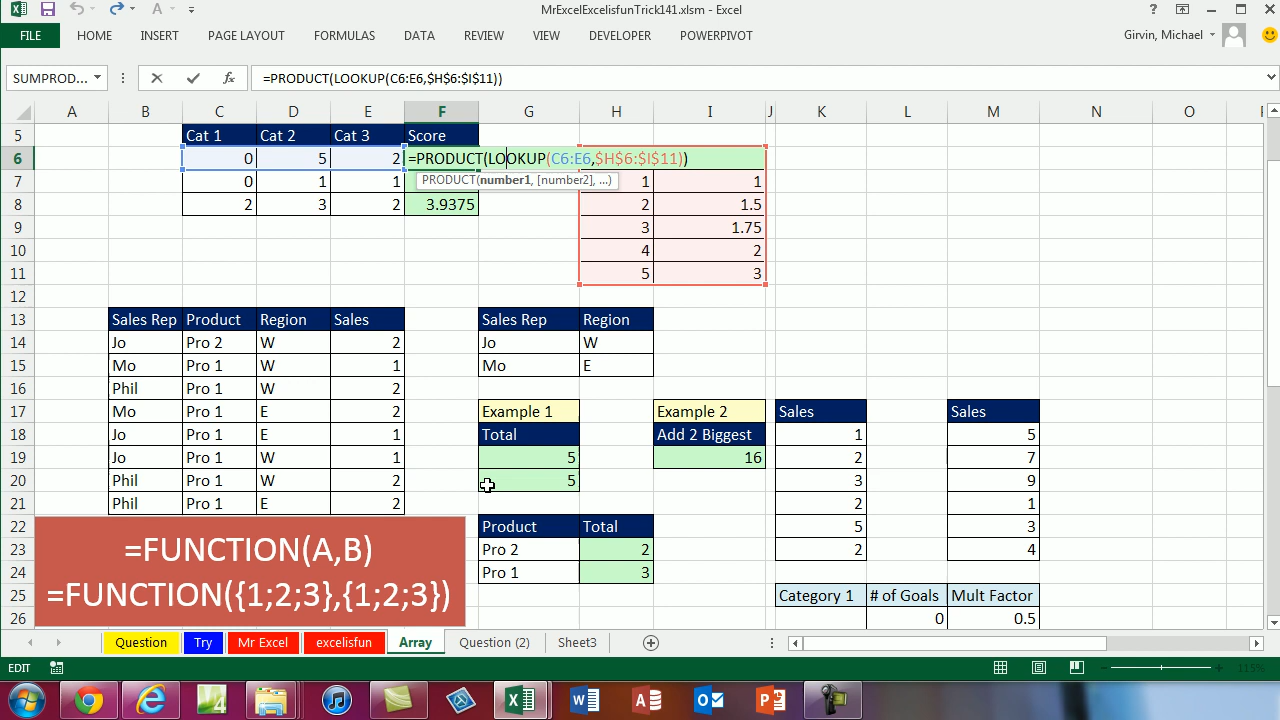 MrExcelExcelisfunTrick141.xlsm - Excel
FILE HOME INSERT PAGE LAYOUT FORMULAS DATA REVIEW VIEW DEVELOPER POWERPIVOT Girvin, Michael
SUMPROD... fx =PRODUCT(LOOKUP(C6:E6,$H$6:$I$11))
A B C D E F G H I J K L M N O
5 Cat 1 Cat 2 Cat 3 Score
6 0 5 2 =PRODUCT(LOOKUP(C6:E6,$H$6:$I$11))
PRODUCT(number1, [number2], ...)
7 0 1 1 1 1
8 2 3 2 3.9375 2 1.5
9 3 1.75
10 4 2
11 5 3
12
13 Sales Rep Product Region Sales Sales Rep Region
14 Jo Pro 2 W 2 Jo W
15 Mo Pro 1 W 1 Mo E
16 Phil Pro 1 W 2
17 Mo Pro 1 E 2 Example 1 Example 2 Sales Sales
18 Jo Pro 1 E 1 Total Add 2 Biggest 1 5
19 Jo Pro 1 W 1 5 16 2 7
20 Phil Pro 1 W 2 5 3 9
21 Phil Pro 1 E 2 2 1
22 Product Total 5 3
23 Pro 2 2 2 4
24 Pro 1 3
25 Category 1 # of Goals Mult Factor
26 0 0.5
=FUNCTION(A,B)
=FUNCTION({1;2;3},{1;2;3})
Question Try Mr Excel excelisfun Array Question (2) Sheet3
EDIT 115%